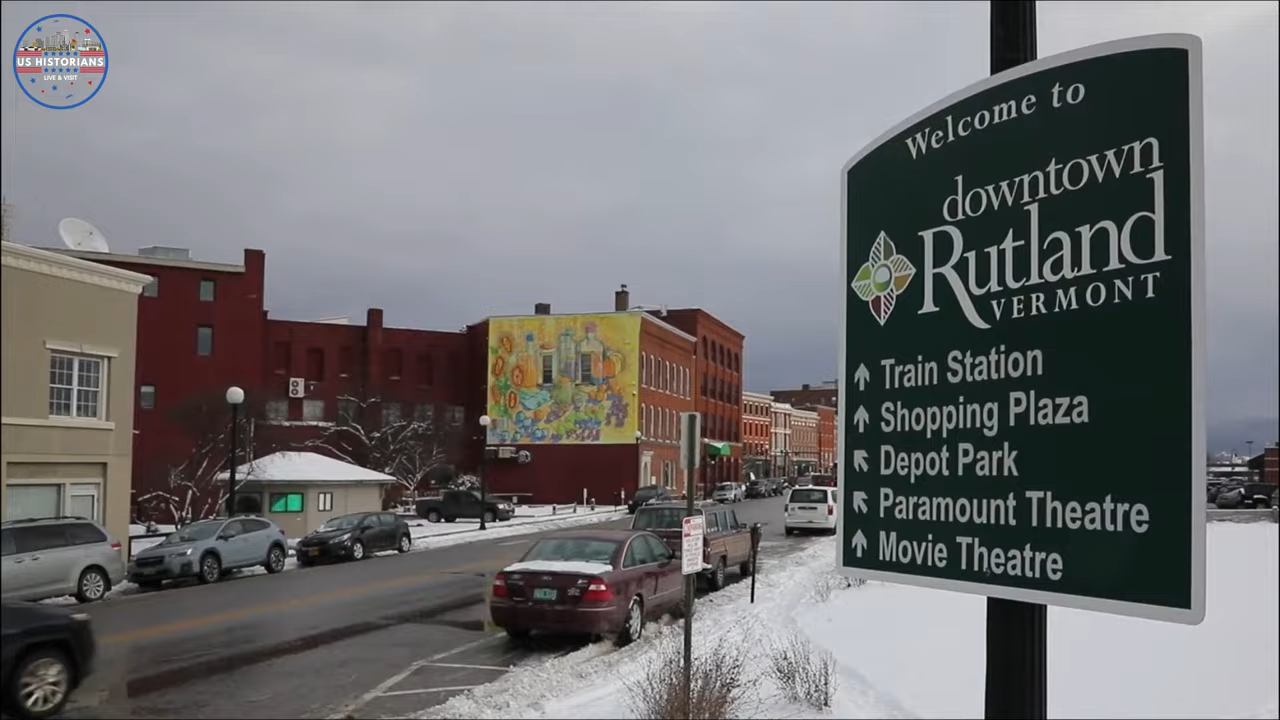 US HISTORIANS
LIVE & VISIT
Welcome to
downtown
Rutland
VERMONT
Train Station
Shopping Plaza
Depot Park
Paramount Theatre
Movie Theatre